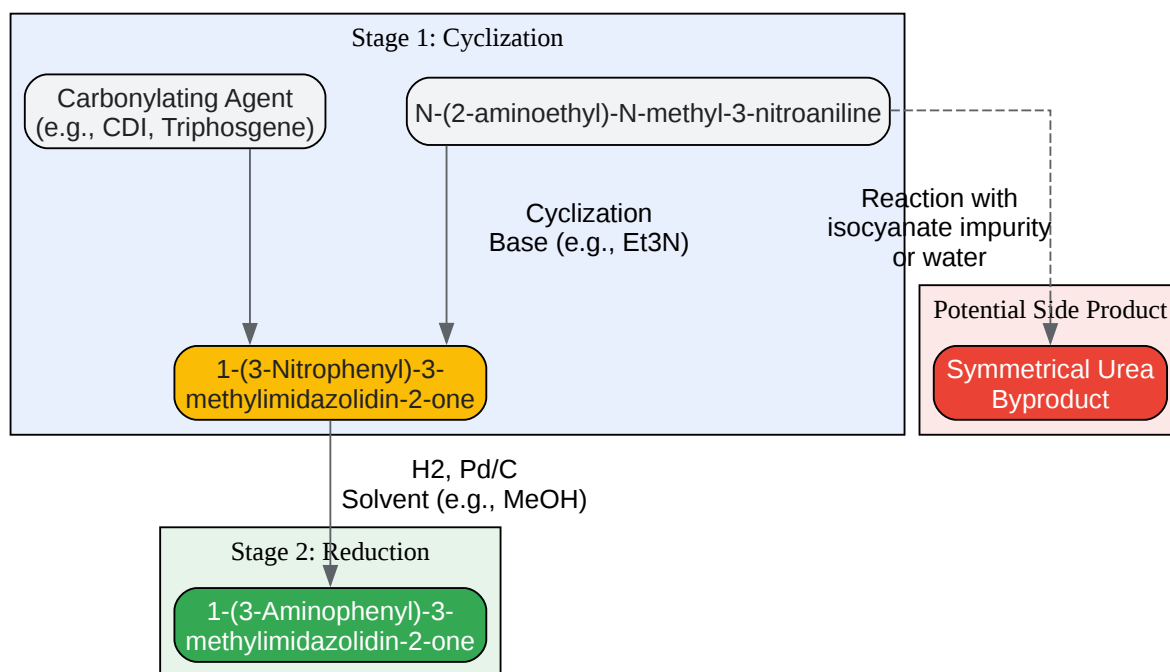 Stage 1: Cyclization
Carbonylating Agent
(e.g., CDI, Triphosgene)
N-(2-aminoethyl)-N-methyl-3-nitroaniline
Cyclization
Base (e.g., Et3N)
Reaction with
isocyanate impurity
or water
Potential Side Product
Symmetrical Urea
Byproduct
1-(3-Nitrophenyl)-3-
methylimidazolidin-2-one
H2, Pd/C
Solvent (e.g., MeOH)
Stage 2: Reduction
1-(3-Aminophenyl)-3-
methylimidazolidin-2-one